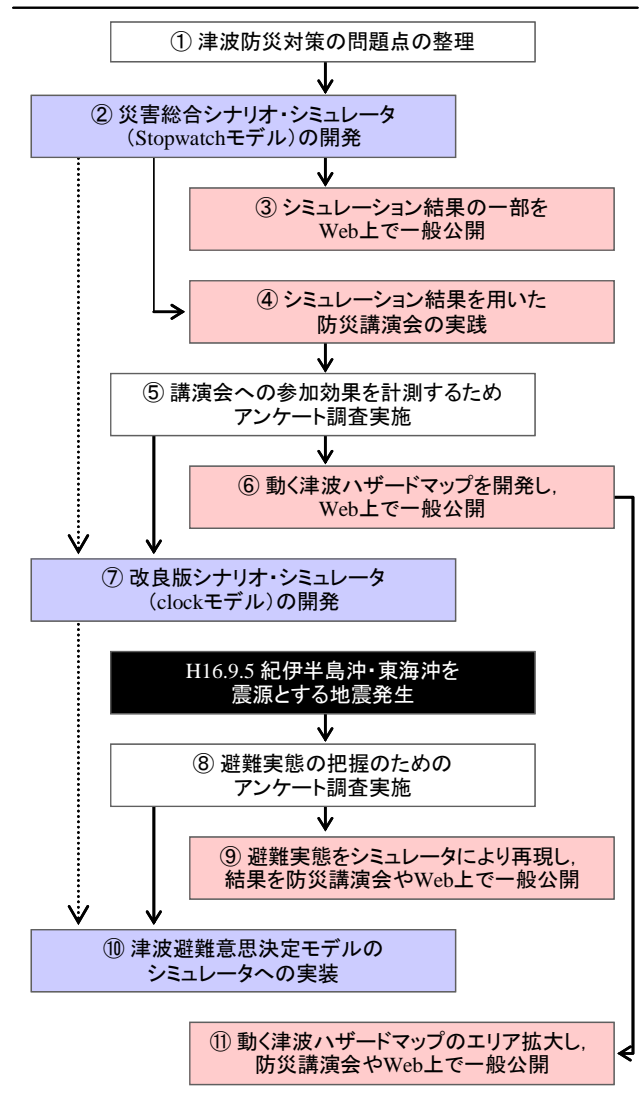 ① 津波防災対策の問題点の整理
② 災害総合シナリオ・シミュレータ
（Stopwatchモデル）の開発
③ シミュレーション結果の一部を
Web上で一般公開
④ シミュレーション結果を用いた
防災講演会の実践
⑤ 講演会への参加効果を計測するため
アンケート調査実施
⑥ 動く津波ハザードマップを開発し，
Web上で一般公開
⑦ 改良版シナリオ・シミュレータ
（clockモデル）の開発
H16.9.5 紀伊半島沖・東海沖を
震源とする地震発生
⑧ 避難実態の把握のための
アンケート調査実施
⑨ 避難実態をシミュレータにより再現し，
結果を防災講演会やWeb上で一般公開
⑩ 津波避難意思決定モデルの
シミュレータへの実装
⑪ 動く津波ハザードマップのエリア拡大し，
防災講演会やWeb上で一般公開